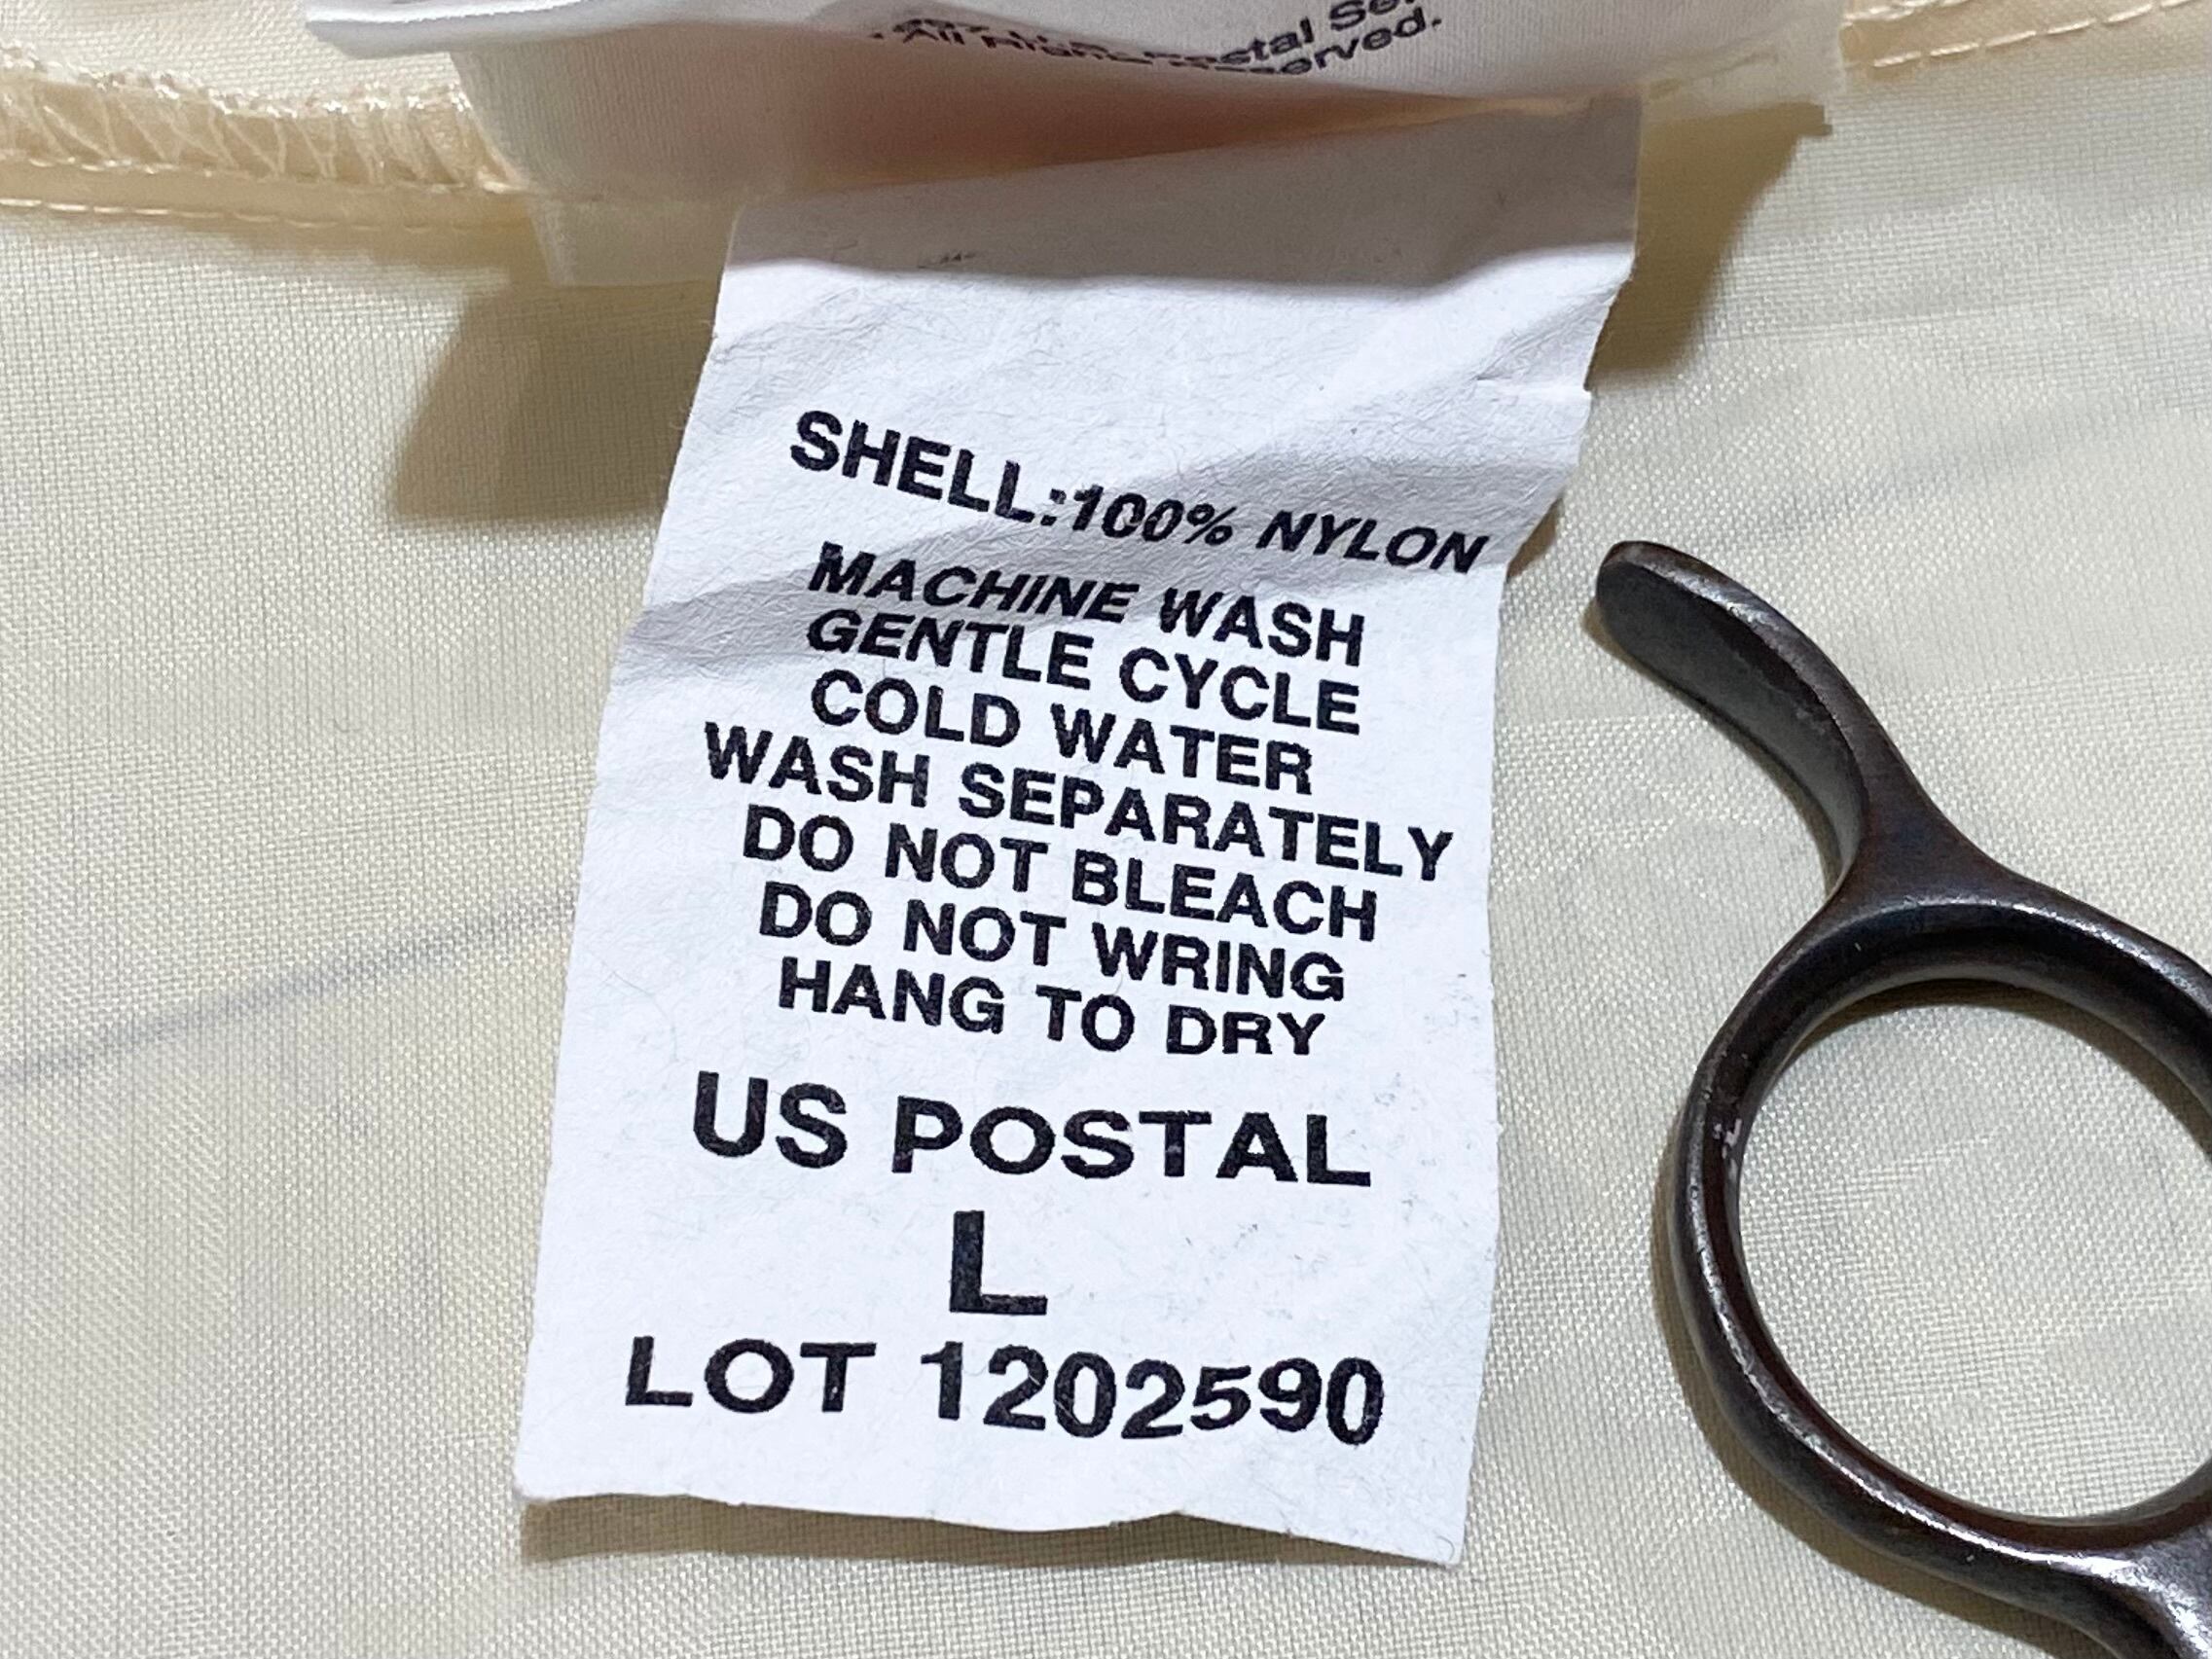 Postal Se
All Rights Reserved.
SHELL:100% NYLON
MACHINE WASH
GENTLE CYCLE
COLD WATER
WASH SEPARATELY
DO NOT BLEACH
DO NOT WRING
HANG TO DRY
US POSTAL
L
LOT 1202590